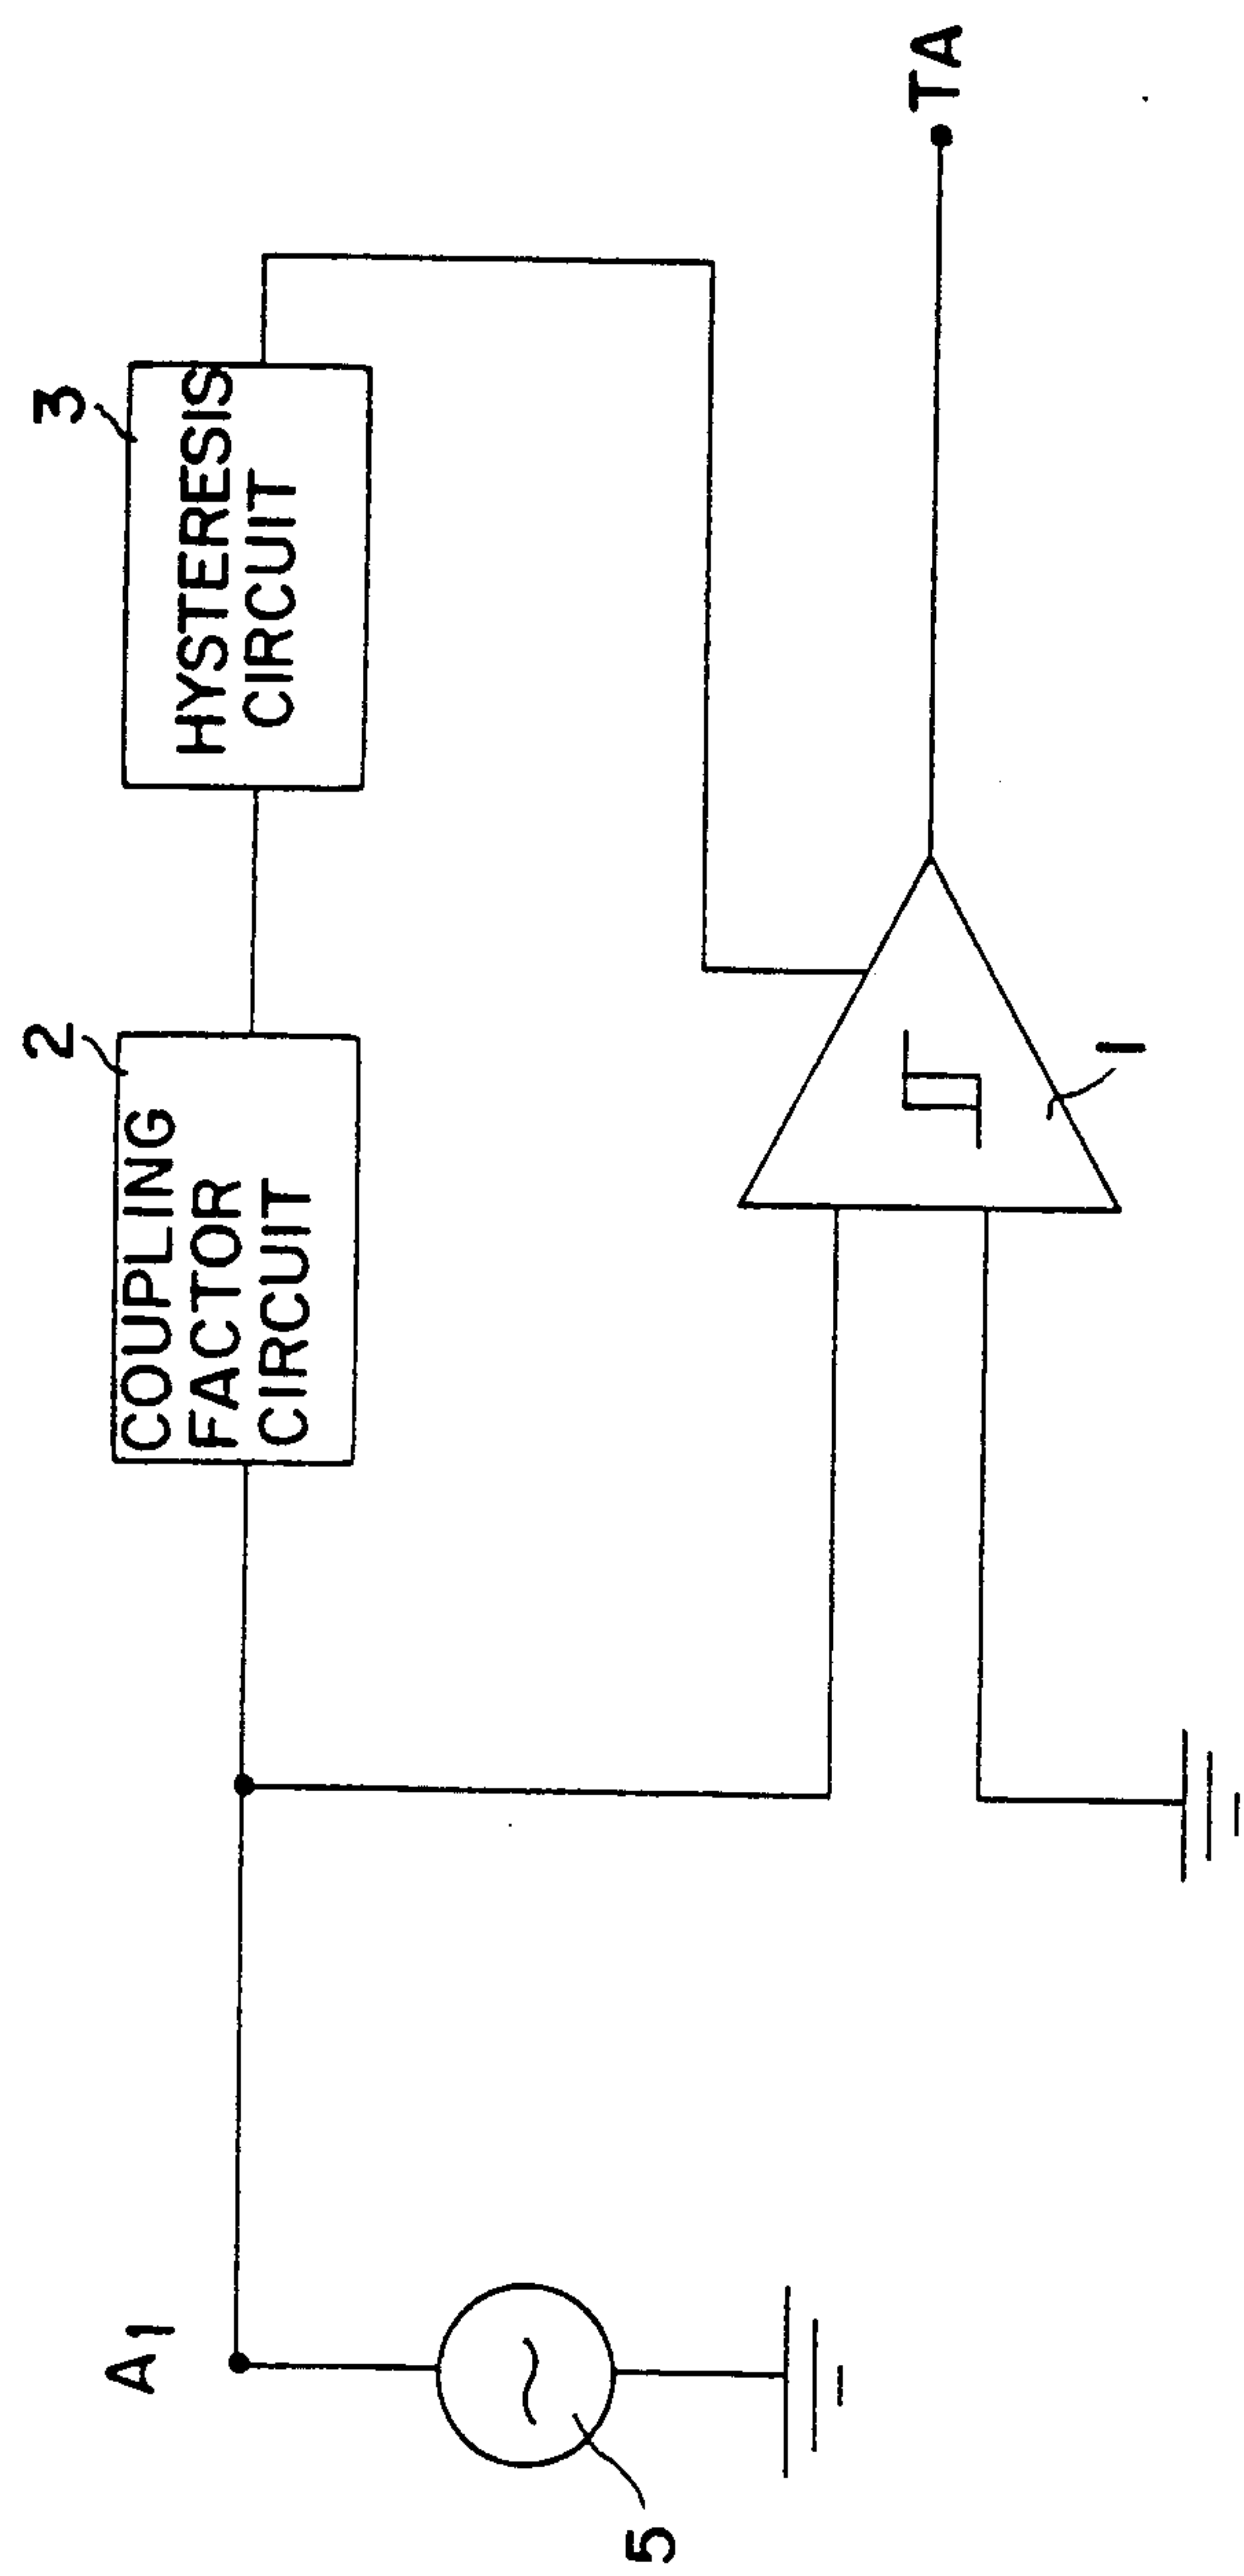 A1
5
2
COUPLING
FACTOR
CIRCUIT
3
HYSTERESIS
CIRCUIT
1
TA